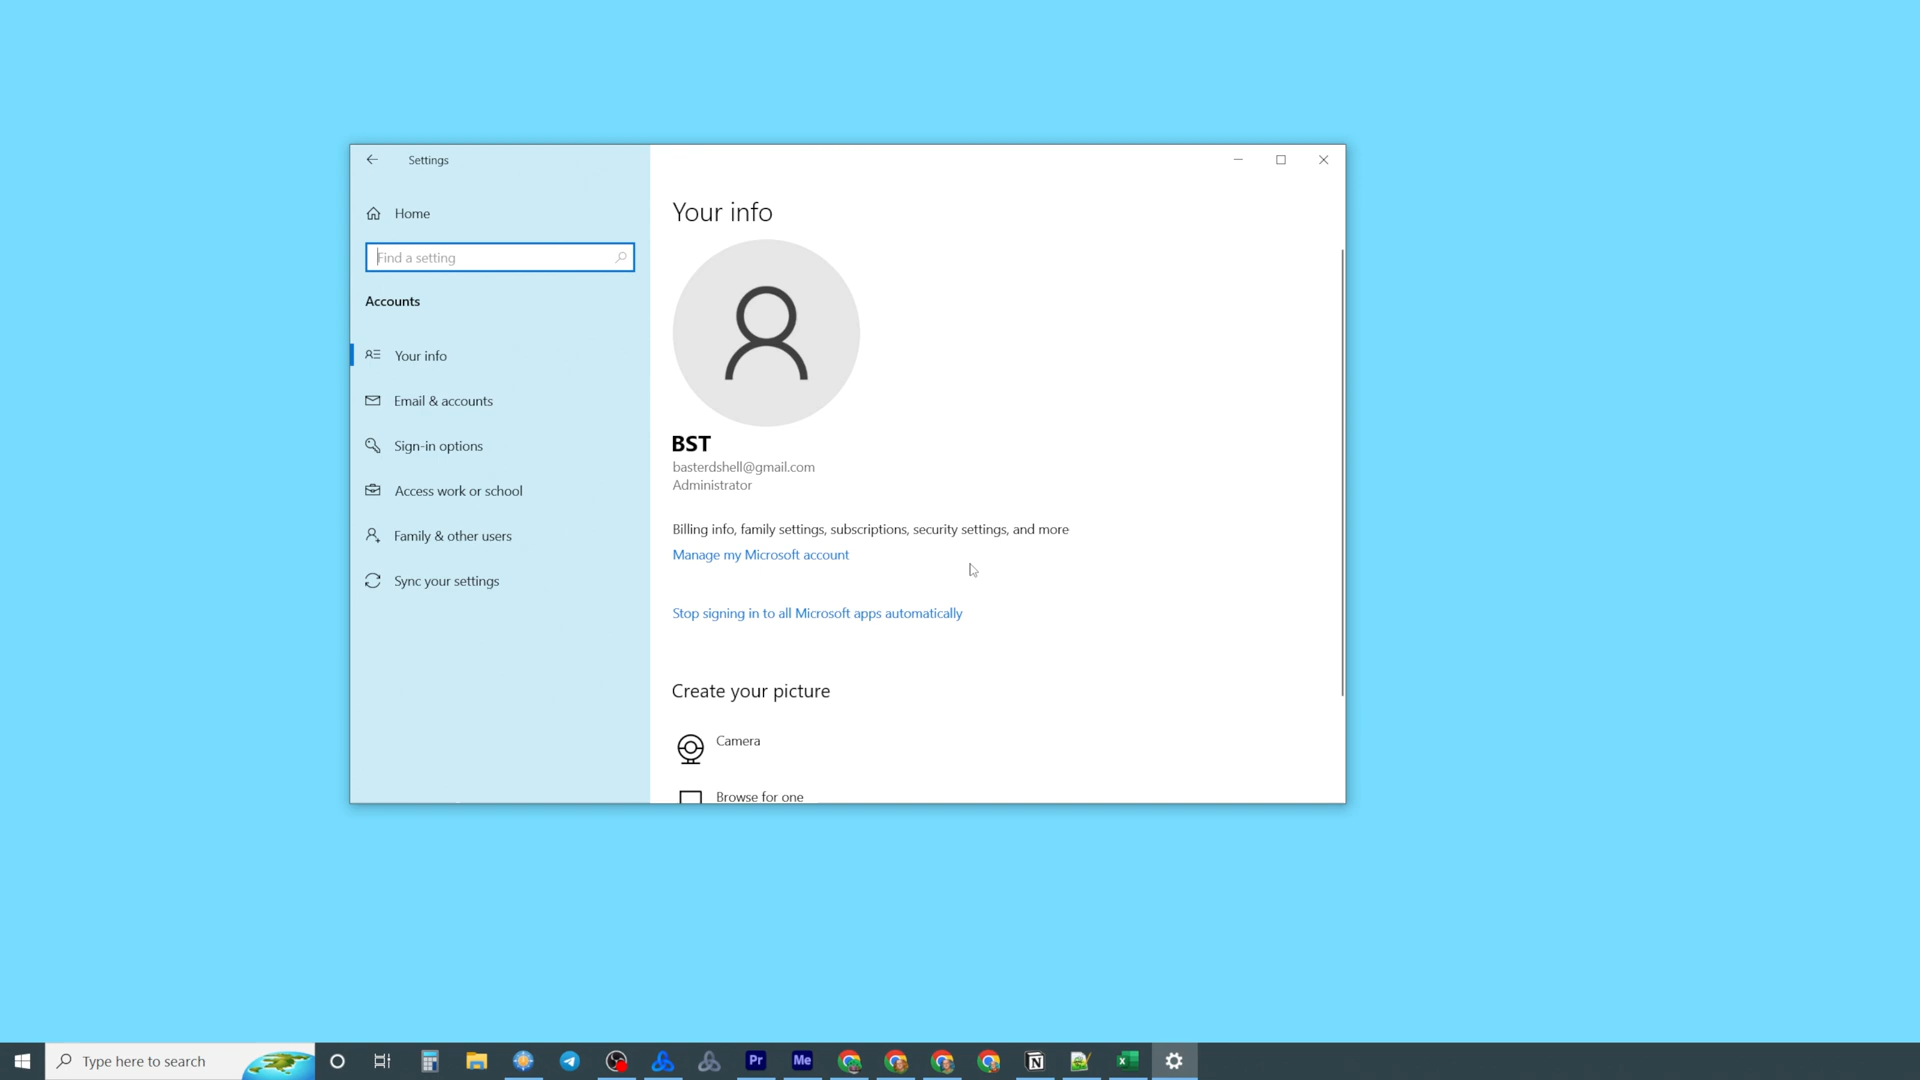 Settings
Home
Find a setting
Accounts
Your info
Email & accounts
Sign-in options
Access work or school
Family & other users
Sync your settings
Your info
BST
basterdshell@gmail.com
Administrator
Billing info, family settings, subscriptions, security settings, and more
Manage my Microsoft account
Stop signing in to all Microsoft apps automatically
Create your picture
Camera
Browse for one
Type here to search
Pr
Me
N
X